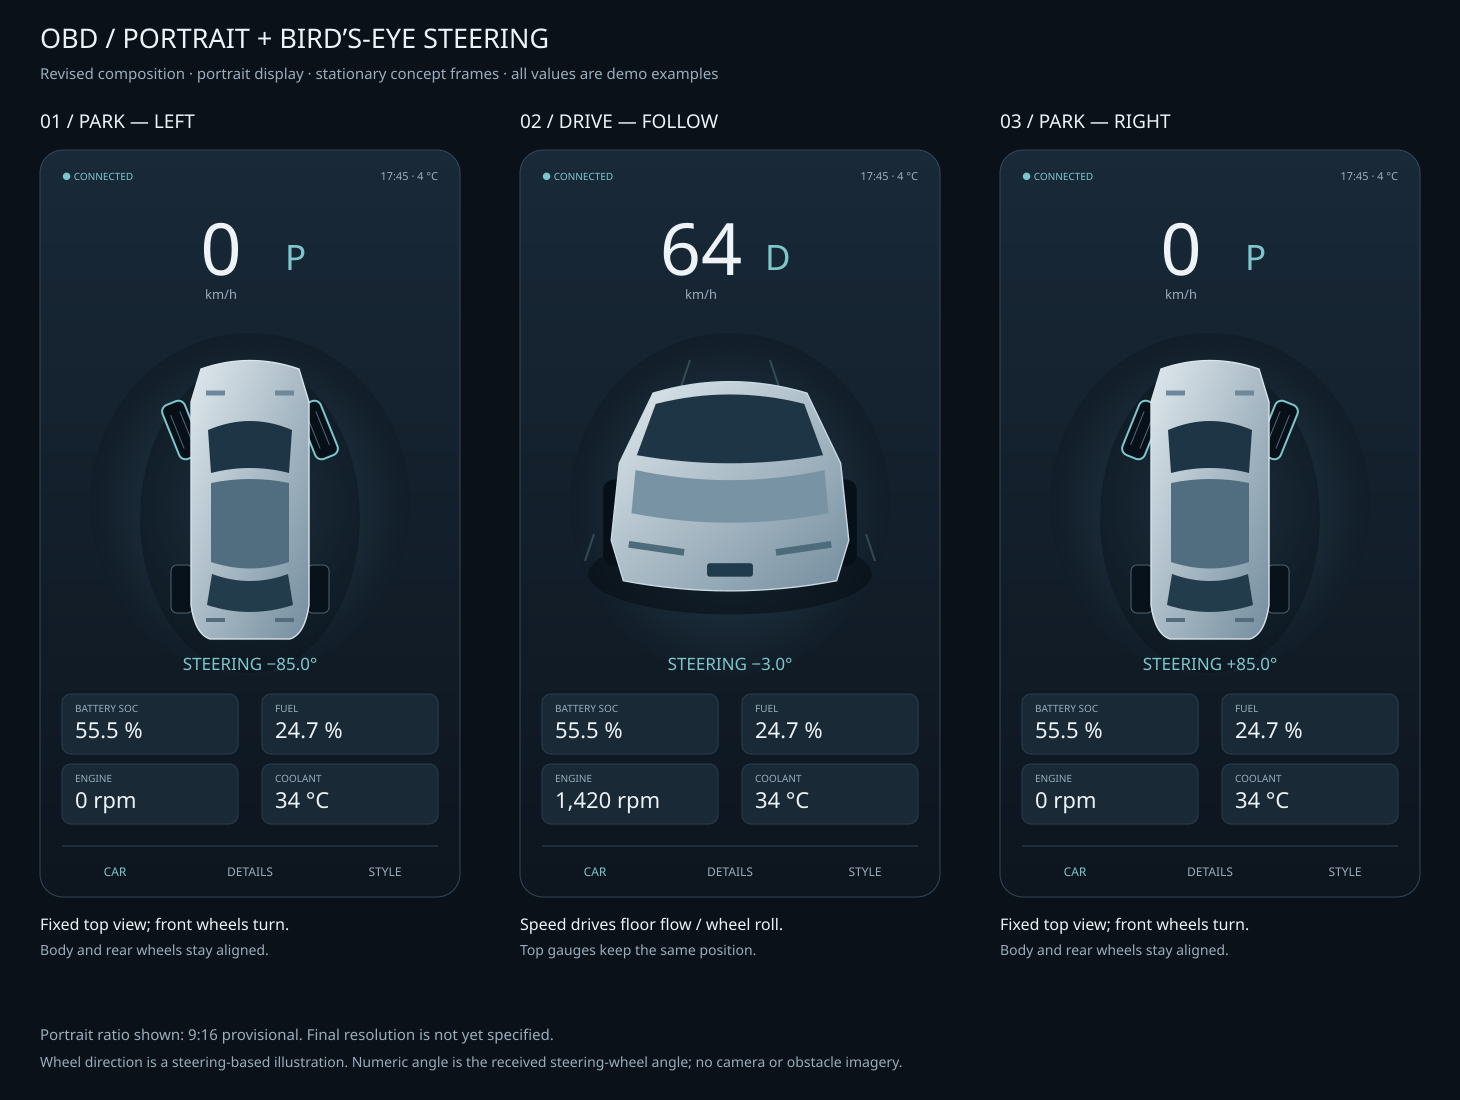 OBD / PORTRAIT + BIRD’S-EYE STEERING
Revised composition · portrait display · stationary concept frames · all values are demo examples
01 / PARK — LEFT
CONNECTED
17:45 · 4 °C
0 P
km/h
STEERING −85.0°
BATTERY SOC
55.5 %
FUEL
24.7 %
ENGINE
0 rpm
COOLANT
34 °C
CAR DETAILS STYLE
Fixed top view; front wheels turn.
Body and rear wheels stay aligned.
02 / DRIVE — FOLLOW
CONNECTED
17:45 · 4 °C
64 D
km/h
STEERING −3.0°
BATTERY SOC
55.5 %
FUEL
24.7 %
ENGINE
1,420 rpm
COOLANT
34 °C
CAR DETAILS STYLE
Speed drives floor flow / wheel roll.
Top gauges keep the same position.
03 / PARK — RIGHT
CONNECTED
17:45 · 4 °C
0 P
km/h
STEERING +85.0°
BATTERY SOC
55.5 %
FUEL
24.7 %
ENGINE
0 rpm
COOLANT
34 °C
CAR DETAILS STYLE
Fixed top view; front wheels turn.
Body and rear wheels stay aligned.
Portrait ratio shown: 9:16 provisional. Final resolution is not yet specified.
Wheel direction is a steering-based illustration. Numeric angle is the received steering-wheel angle; no camera or obstacle imagery.